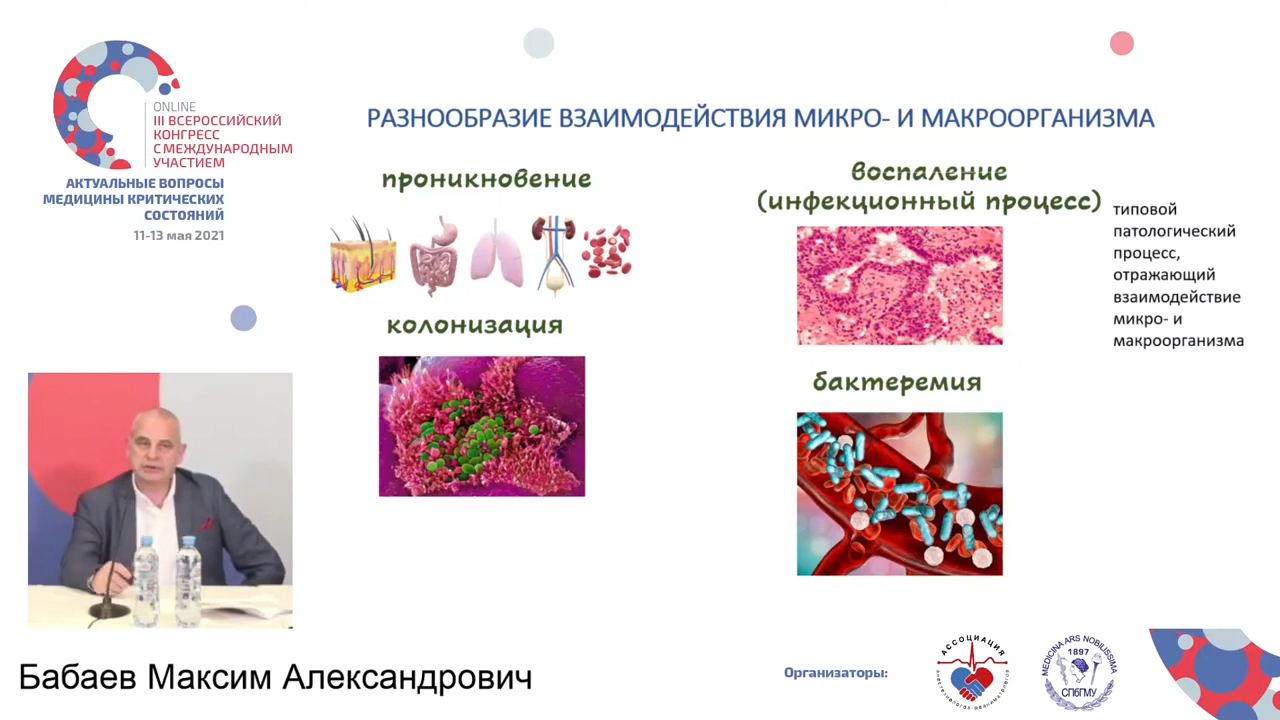 ONLINE
III ВСЕРОССИЙСКИЙ
КОНГРЕСС
С МЕЖДУНАРОДНЫМ
УЧАСТИЕМ
АКТУАЛЬНЫЕ ВОПРОСЫ
МЕДИЦИНЫ КРИТИЧЕСКИХ
СОСТОЯНИЙ
11-13 мая 2021
РАЗНООБРАЗИЕ ВЗАИМОДЕЙСТВИЯ МИКРО- И МАКРООРГАНИЗМА
проникновение
колонизация
воспаление
(инфекционный процесс)
типовой
патологический
процесс,
отражающий
взаимодействие
микро- и
макроорганизма
бактеремия
Бабаев Максим Александрович
Организаторы:
АССОЦИАЦИЯ
анестезиологов-реаниматологов
MEDICINA ARS NOBILISSIMA
1897
СПбГМУ